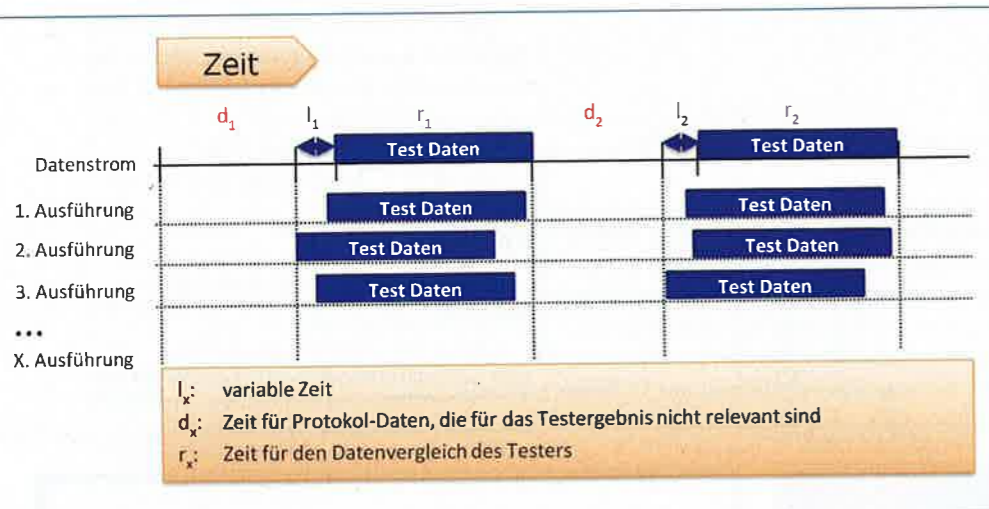 Zeit
d₁ l₁ r₁ d₂ l₂ r₂
Datenstrom Test Daten Test Daten
1. Ausführung Test Daten Test Daten
2. Ausführung Test Daten Test Daten
3. Ausführung Test Daten Test Daten
...
X. Ausführung
lₓ: variable Zeit
dₓ: Zeit für Protokol-Daten, die für das Testergebnis nicht relevant sind
rₓ: Zeit für den Datenvergleich des Testers